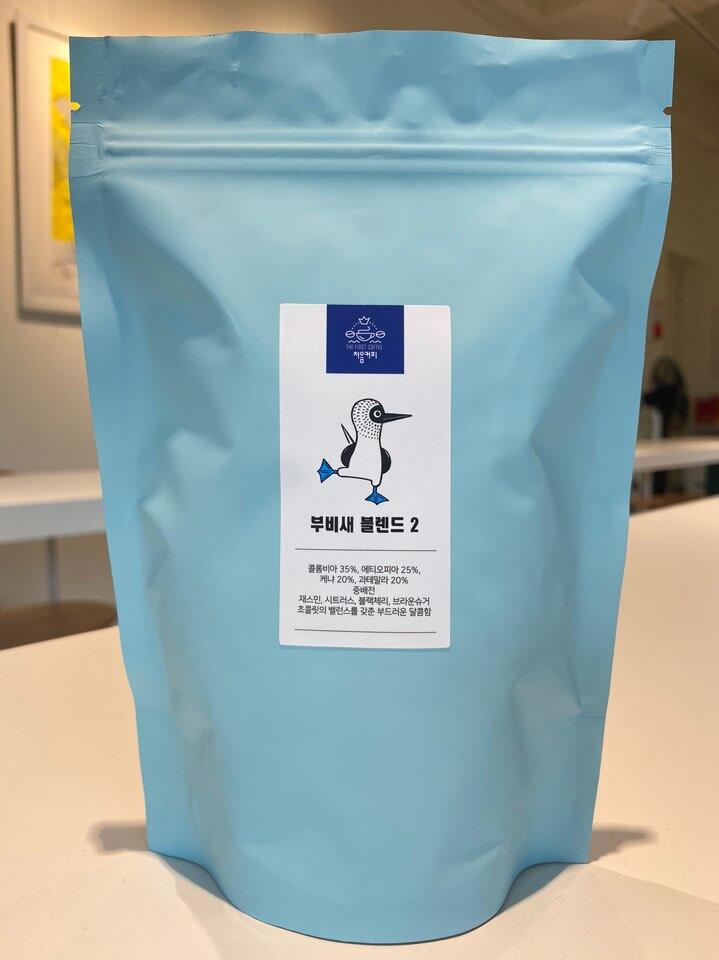 THE FIRST COFFEE
처음커피
부비새 블렌드 2
콜롬비아 35%, 에티오피아 25%,
케냐 20%, 과테말라 20%
중배전
재스민, 시트러스, 블랙체리, 브라운슈거
초콜릿의 밸런스를 갖춘 부드러운 달콤함